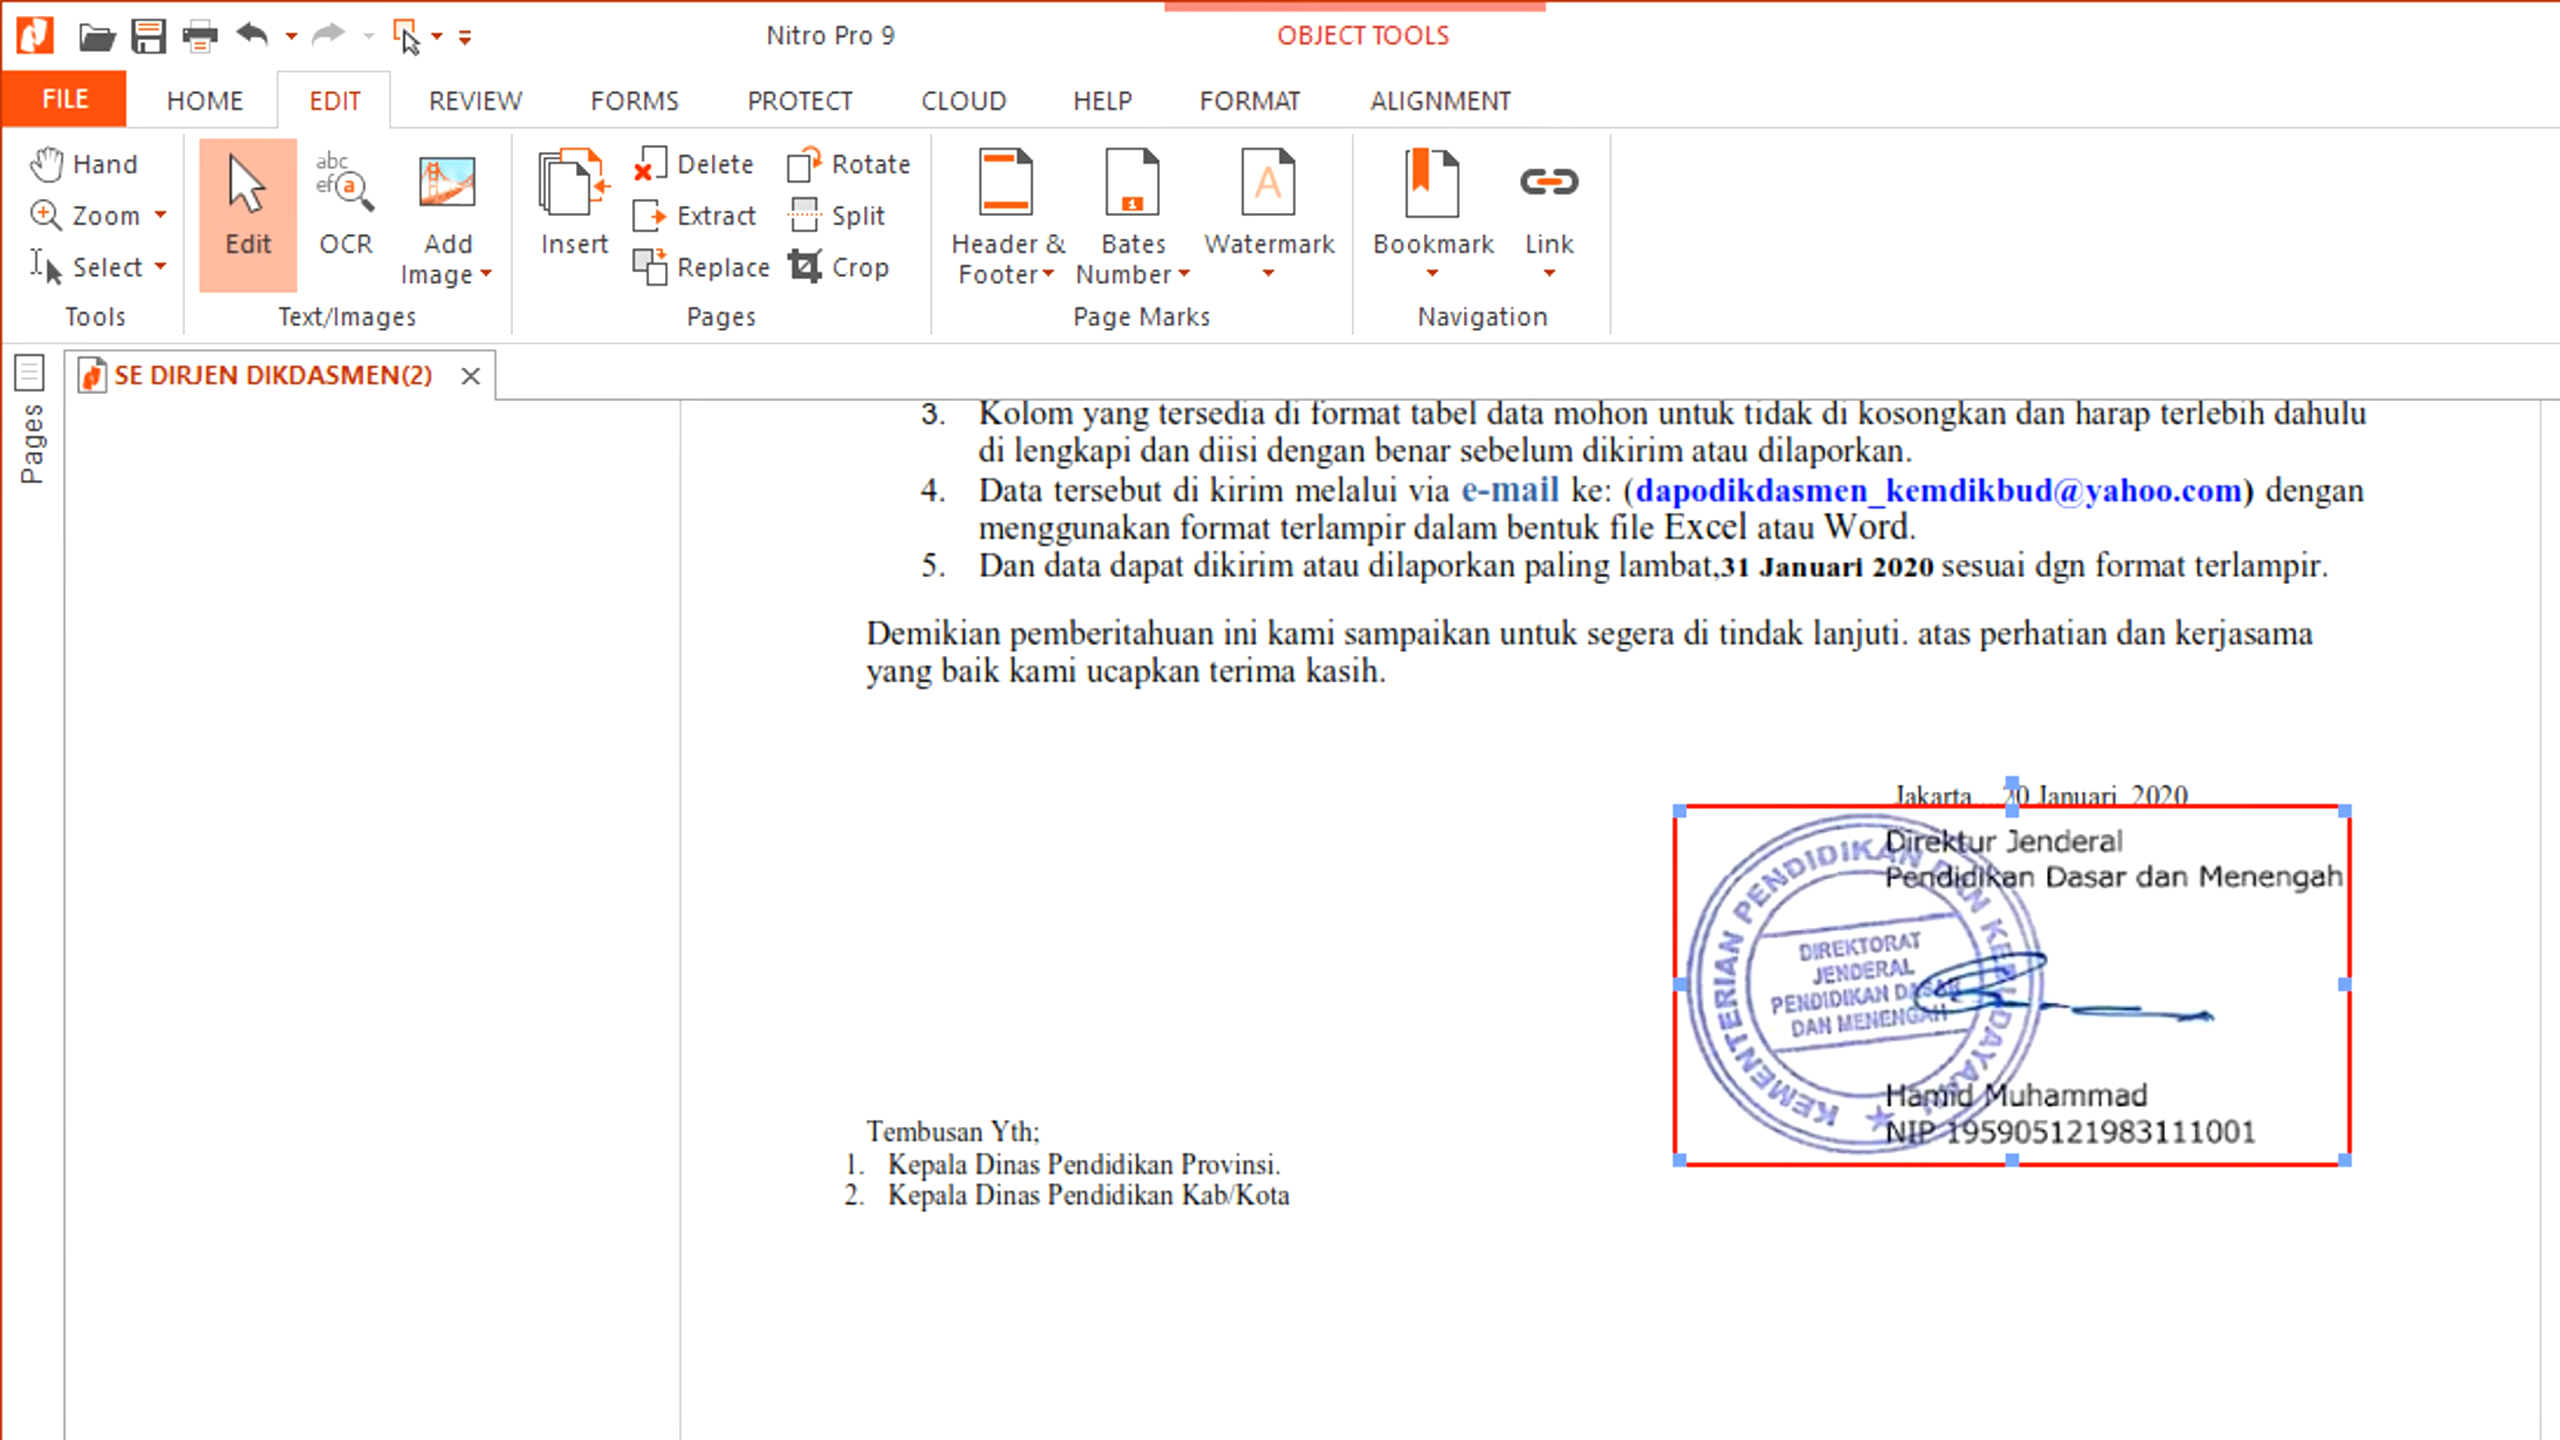 Nitro Pro 9
OBJECT TOOLS
FILE HOME EDIT REVIEW FORMS PROTECT CLOUD HELP FORMAT ALIGNMENT
Hand
Zoom
Select
Tools
Edit
abc
ef a
OCR
Add
Image
Text/Images
Insert
Delete
Extract
Replace
Rotate
Split
Crop
Pages
Header &
Footer
1
Bates
Number
A
Watermark
Page Marks
Bookmark
Link
Navigation
Pages
SE DIRJEN DIKDASMEN(2)
3. Kolom yang tersedia di format tabel data mohon untuk tidak di kosongkan dan harap terlebih dahulu
di lengkapi dan diisi dengan benar sebelum dikirim atau dilaporkan.
4. Data tersebut di kirim melalui via e-mail ke: (dapodikdasmen_kemdikbud@yahoo.com) dengan
menggunakan format terlampir dalam bentuk file Excel atau Word.
5. Dan data dapat dikirim atau dilaporkan paling lambat,31 Januari 2020 sesuai dgn format terlampir.
Demikian pemberitahuan ini kami sampaikan untuk segera di tindak lanjuti. atas perhatian dan kerjasama
yang baik kami ucapkan terima kasih.
Jakarta....20 Januari 2020
Direktur Jenderal
Pendidikan Dasar dan Menengah
KEMENTERIAN PENDIDIKAN DAN KEBUDAYAAN
DIREKTORAT
JENDERAL
PENDIDIKAN DASAR
DAN MENENGAH
Hamid Muhammad
NIP 195905121983111001
Tembusan Yth;
1. Kepala Dinas Pendidikan Provinsi.
2. Kepala Dinas Pendidikan Kab/Kota